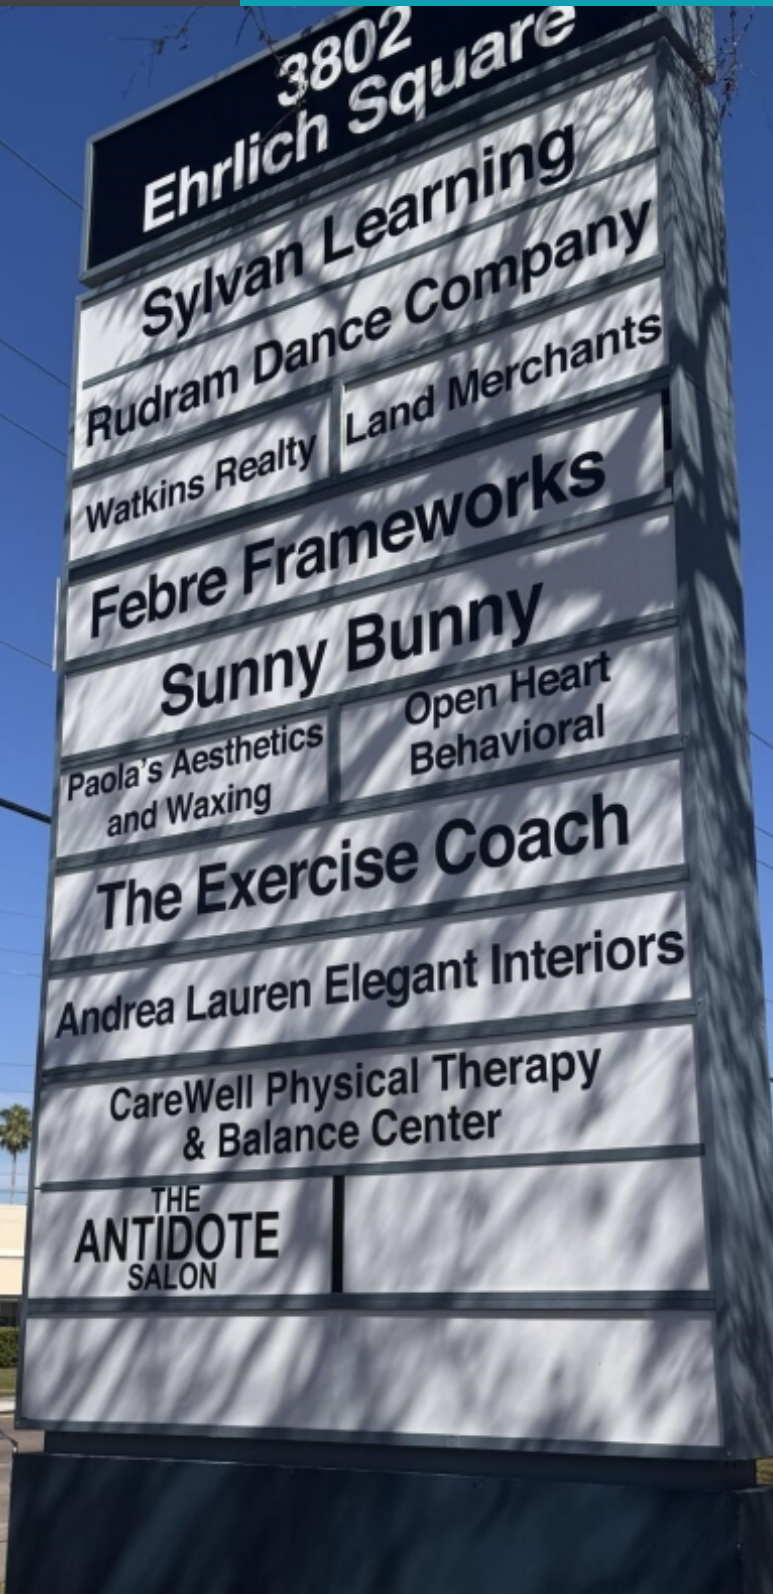 3802
Ehrlich Square
Sylvan Learning
Rudram Dance Company
Watkins Realty
Land Merchants
Febre Frameworks
Sunny Bunny
Paola's Aesthetics
and Waxing
Open Heart
Behavioral
The Exercise Coach
Andrea Lauren Elegant Interiors
CareWell Physical Therapy
& Balance Center
THE
ANTIDOTE
SALON